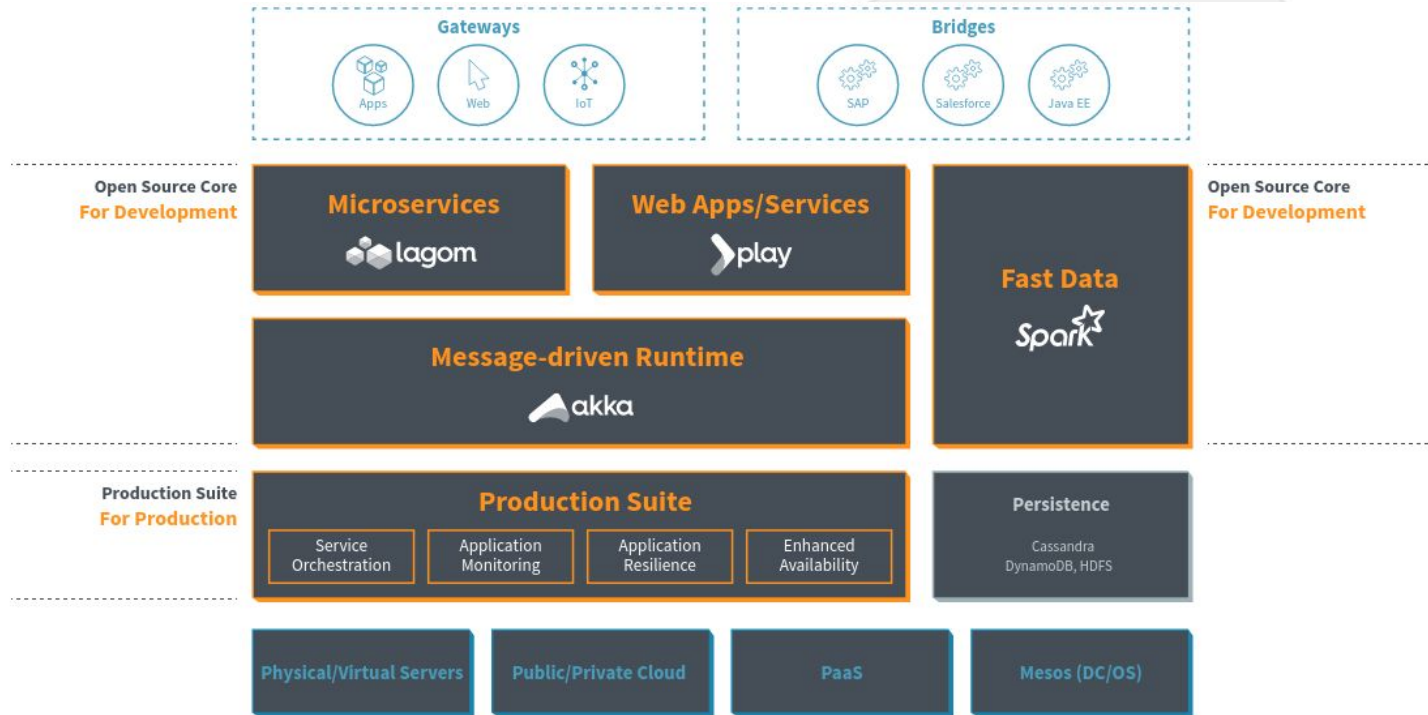 Gateways
Apps
Web
IoT
Bridges
SAP
Salesforce
Java EE
Open Source Core
For Development
Microservices
lagom
Web Apps/Services
play
Fast Data
Spark
Open Source Core
For Development
Message-driven Runtime
akka
Production Suite
For Production
Production Suite
Service
Orchestration
Application
Monitoring
Application
Resilience
Enhanced
Availability
Persistence
Cassandra
DynamoDB, HDFS
Physical/Virtual Servers
Public/Private Cloud
PaaS
Mesos (DC/OS)